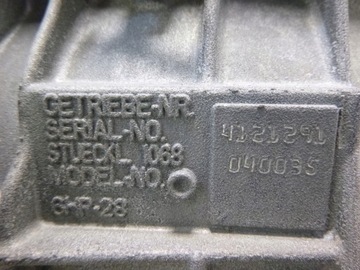 GETRIEBE-NR.
SERIAL-NO. 4121291
STUECKL. 1068 040035
MODEL-NO.
6HP-28